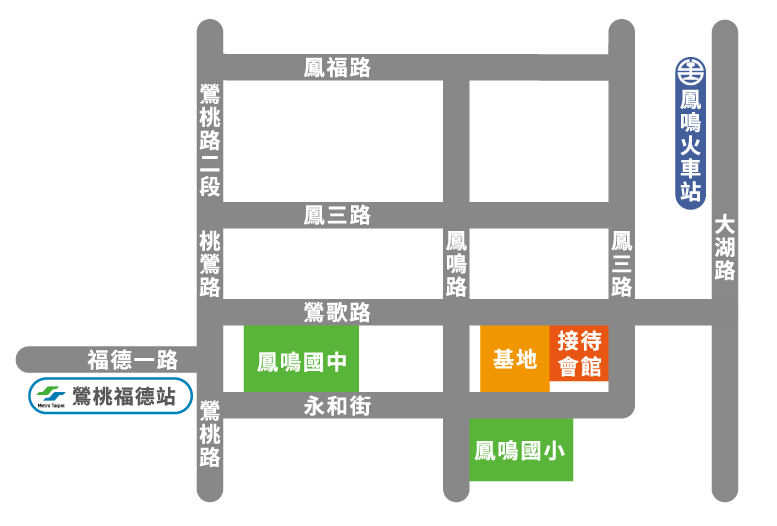 鳳福路
鶯桃路二段
鳳鳴火車站
鳳三路
大湖路
桃鶯路
鳳鳴路
鳳三路
鶯歌路
接待
會館
福德一路
鳳鳴國中
基地
Metro Taipei
鶯桃福德站
永和街
鶯桃路
鳳鳴國小